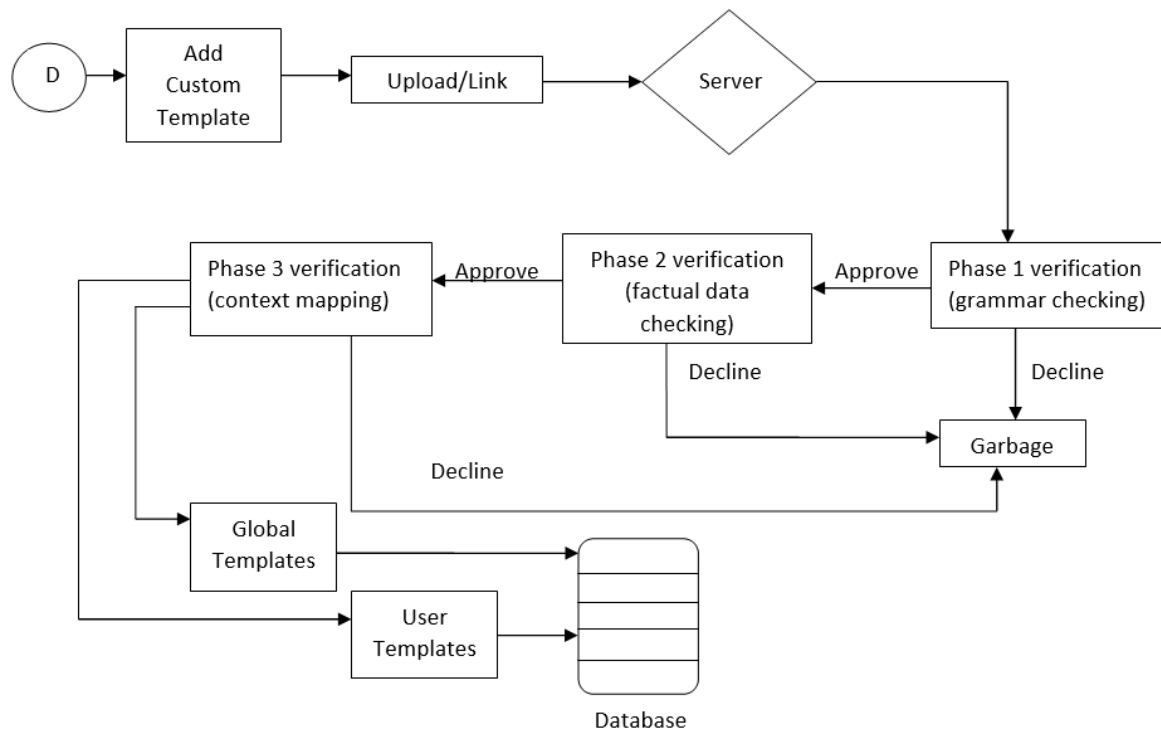 D
Add
Custom
Template
Upload/Link
Server
Phase 3 verification
(context mapping)
Approve
Phase 2 verification
(factual data
checking)
Approve
Phase 1 verification
(grammar checking)
Decline
Decline
Garbage
Decline
Global
Templates
User
Templates
Database